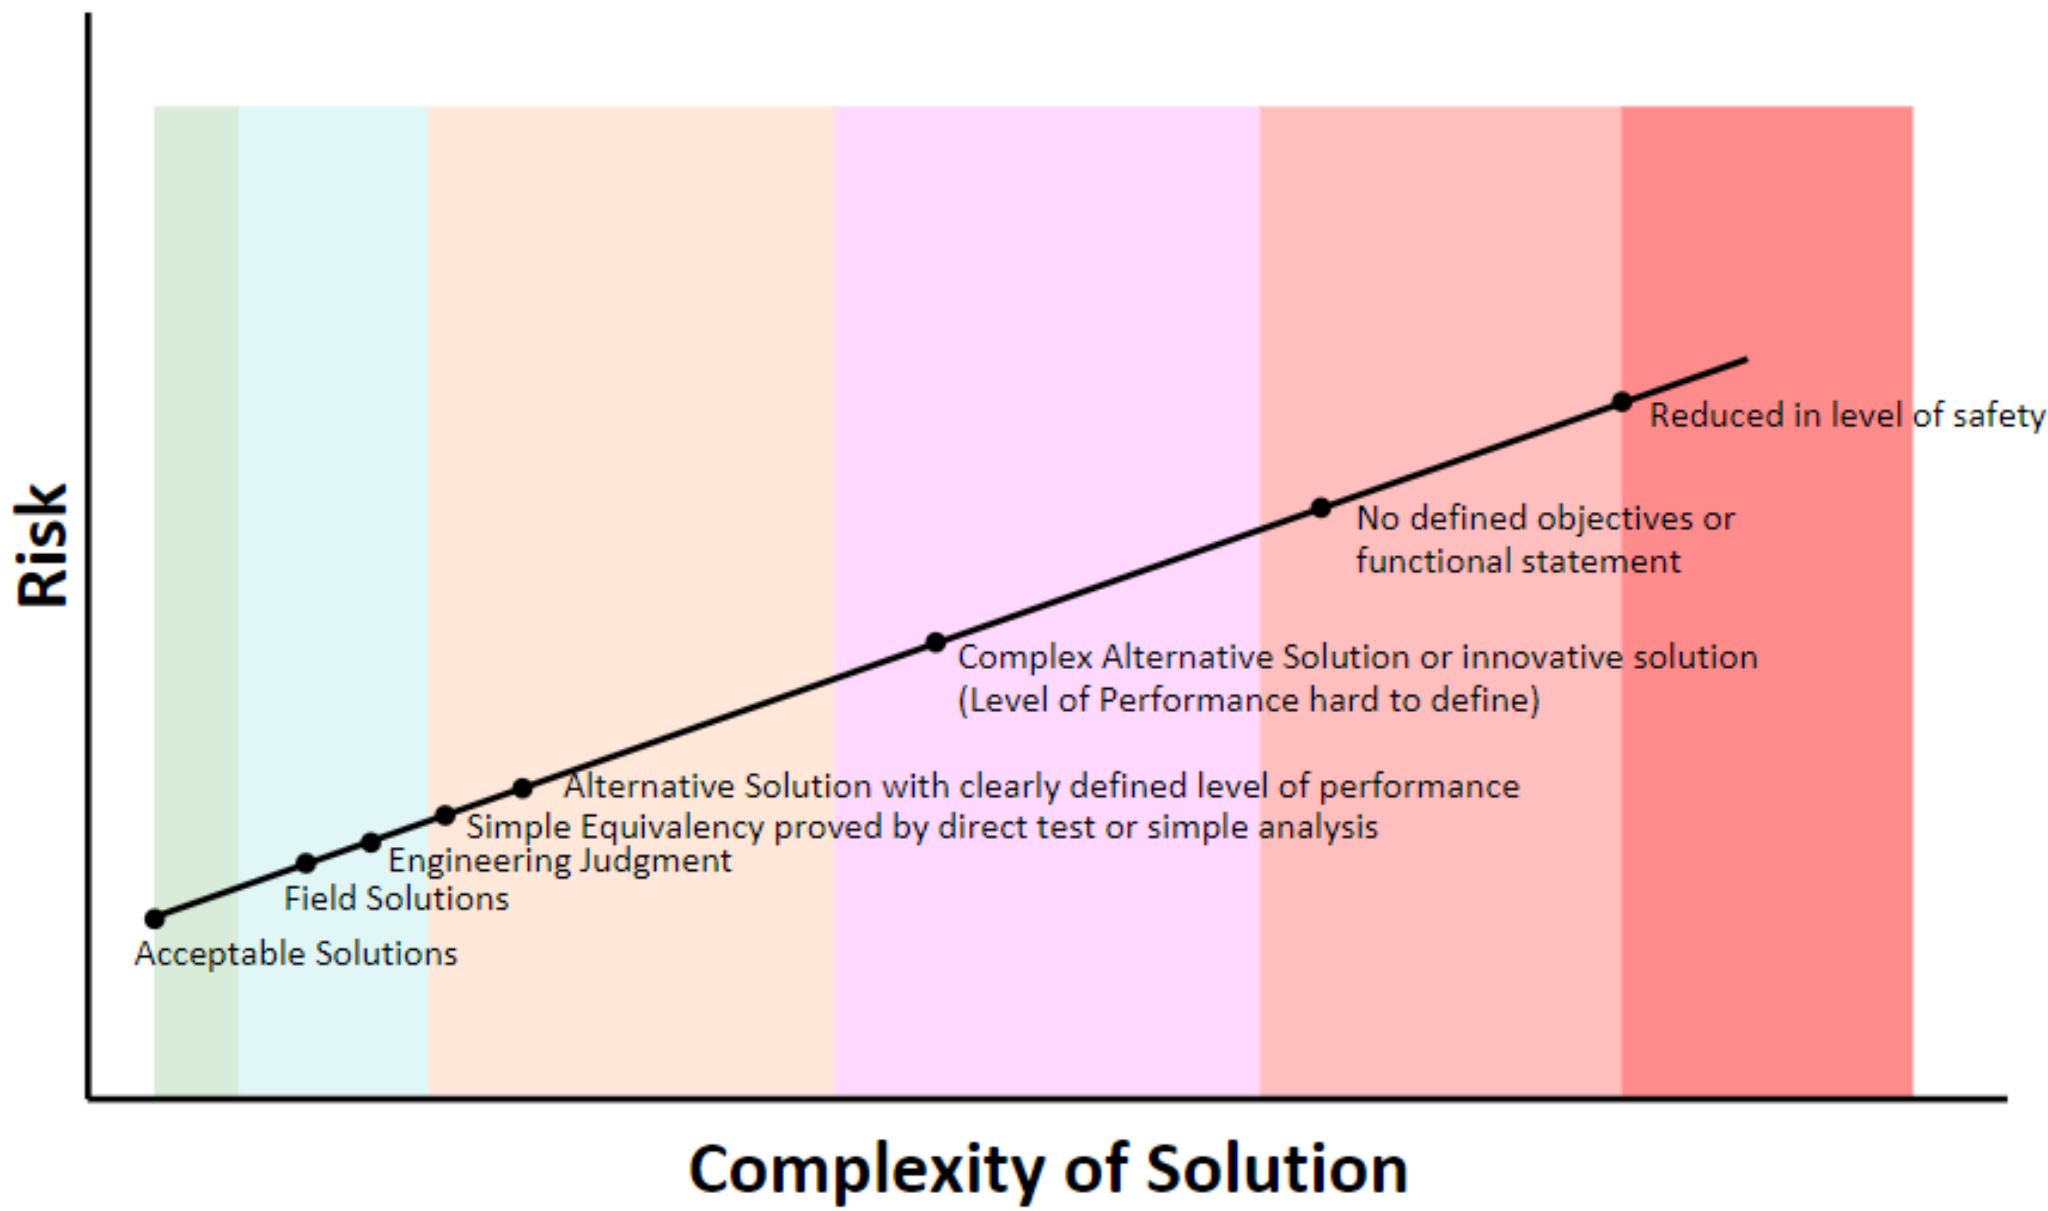 Risk
Reduced in level of safety
No defined objectives or
functional statement
Complex Alternative Solution or innovative solution
(Level of Performance hard to define)
Alternative Solution with clearly defined level of performance
Simple Equivalency proved by direct test or simple analysis
Engineering Judgment
Field Solutions
Acceptable Solutions
Complexity of Solution